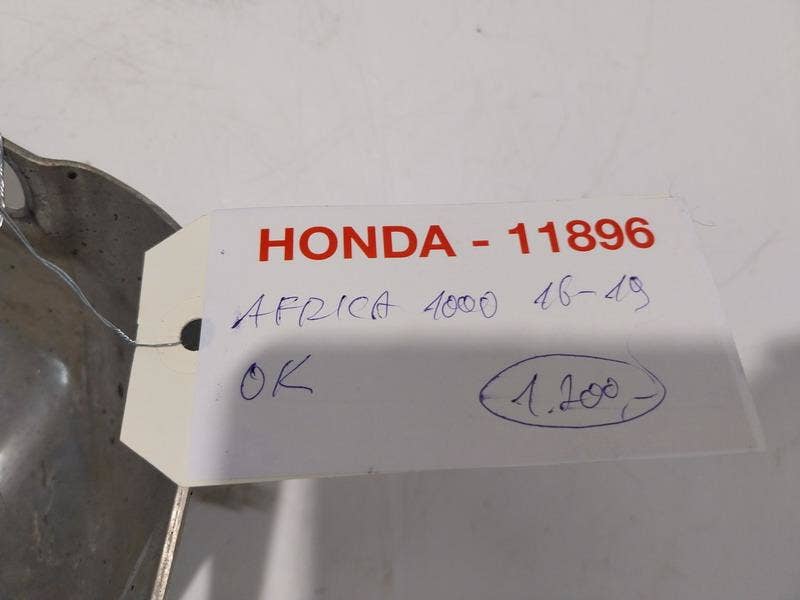 HONDA - 11896
AFRICA 1000 16-19
OK
1.200,-